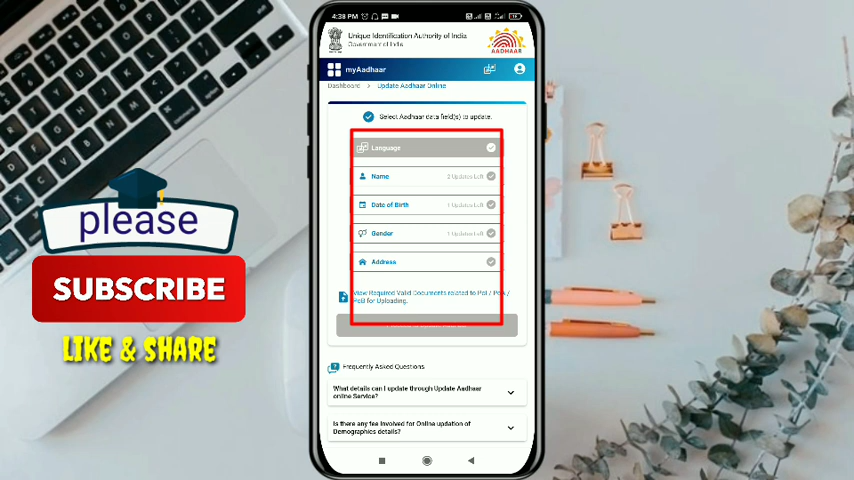 4:38 PM
Unique Identification Authority of India
Government of India
AADHAAR
myAadhaar
Dashboard > Update Aadhaar Online
Select Aadhaar data field(s) to update.
Language
Name 2 Updates Left
Date of Birth 1 Updates Left
Gender 1 Updates Left
Address
View Required Valid Documents related to PoI / PoA /
PoB for Uploading.
Frequently Asked Questions
What details can I update through Update Aadhaar
online Service?
Is there any fee involved for Online updation of
Demographics details?
please
SUBSCRIBE
LIKE & SHARE